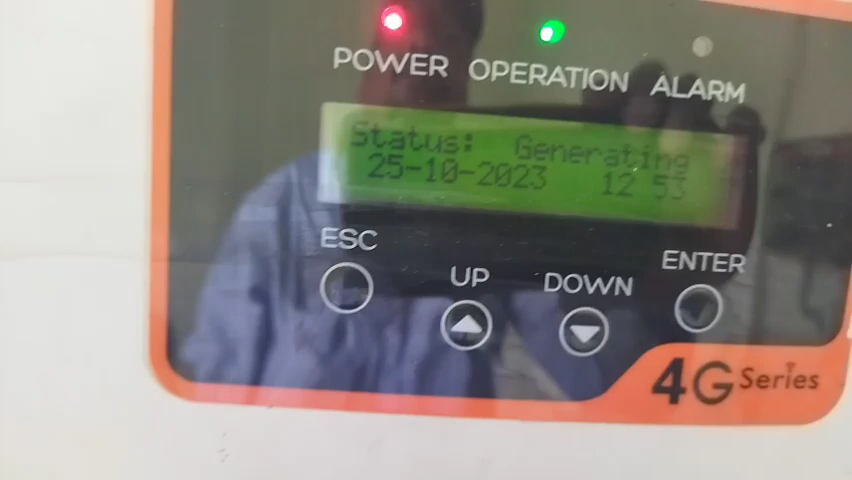 POWER OPERATION ALARM
Status: Generating
25-10-2023 12 53
ESC UP DOWN ENTER
4G Series